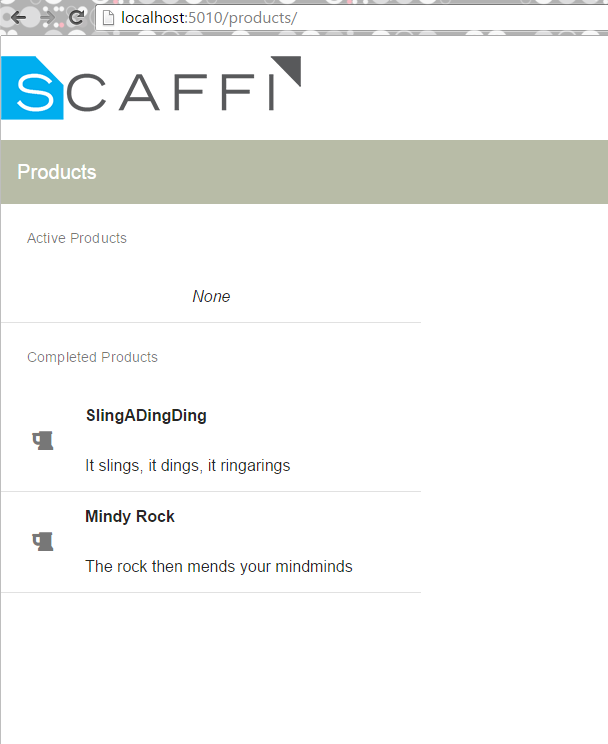 localhost:5010/products/
SCAFFI
Products
Active Products
None
Completed Products
SlingADingDing
It slings, it dings, it ringarings
Mindy Rock
The rock then mends your mindminds